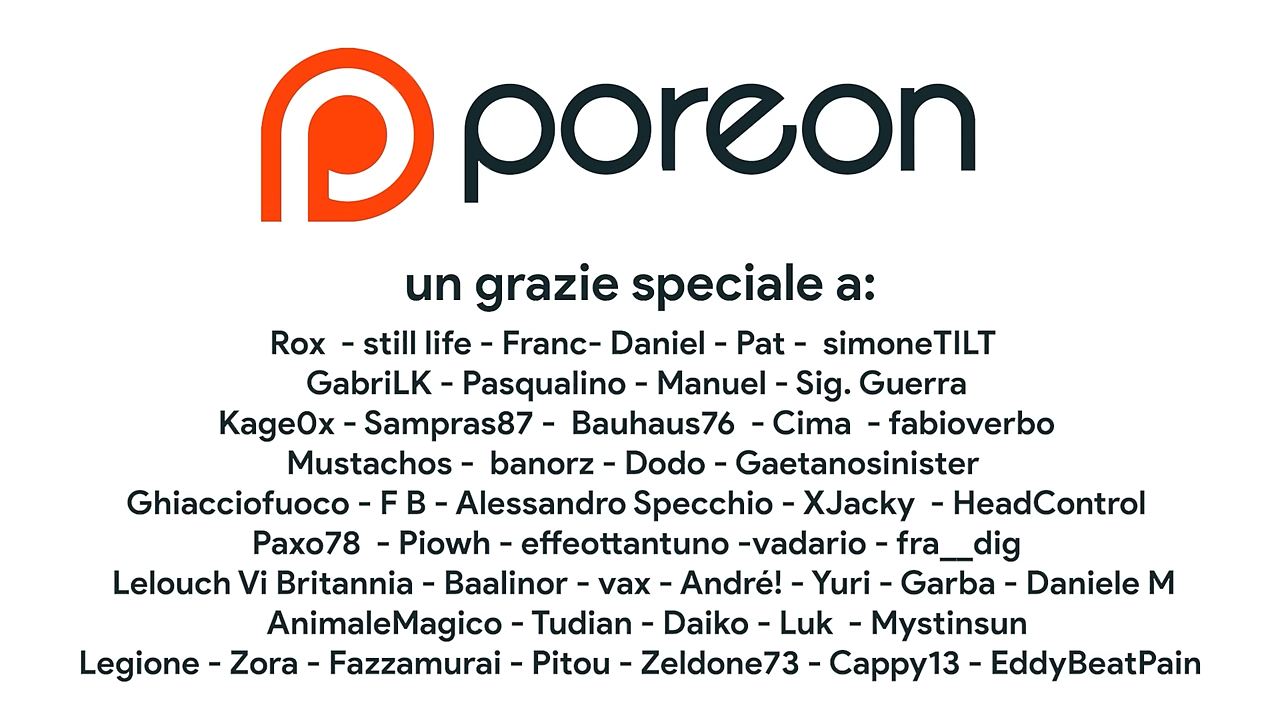 poreon
un grazie speciale a:
Rox - still life - Franc- Daniel - Pat - simoneTILT
GabriLK - Pasqualino - Manuel - Sig. Guerra
Kage0x - Sampras87 - Bauhaus76 - Cima - fabioverbo
Mustachos - banorz - Dodo - Gaetanosinister
Ghiacciofuoco - F B - Alessandro Specchio - XJacky - HeadControl
Paxo78 - Piowh - effeottantuno -vadario - fra__dig
Lelouch Vi Britannia - Baalinor - vax - André! - Yuri - Garba - Daniele M
AnimaleMagico - Tudian - Daiko - Luk - Mystinsun
Legione - Zora - Fazzamurai - Pitou - Zeldone73 - Cappy13 - EddyBeatPain